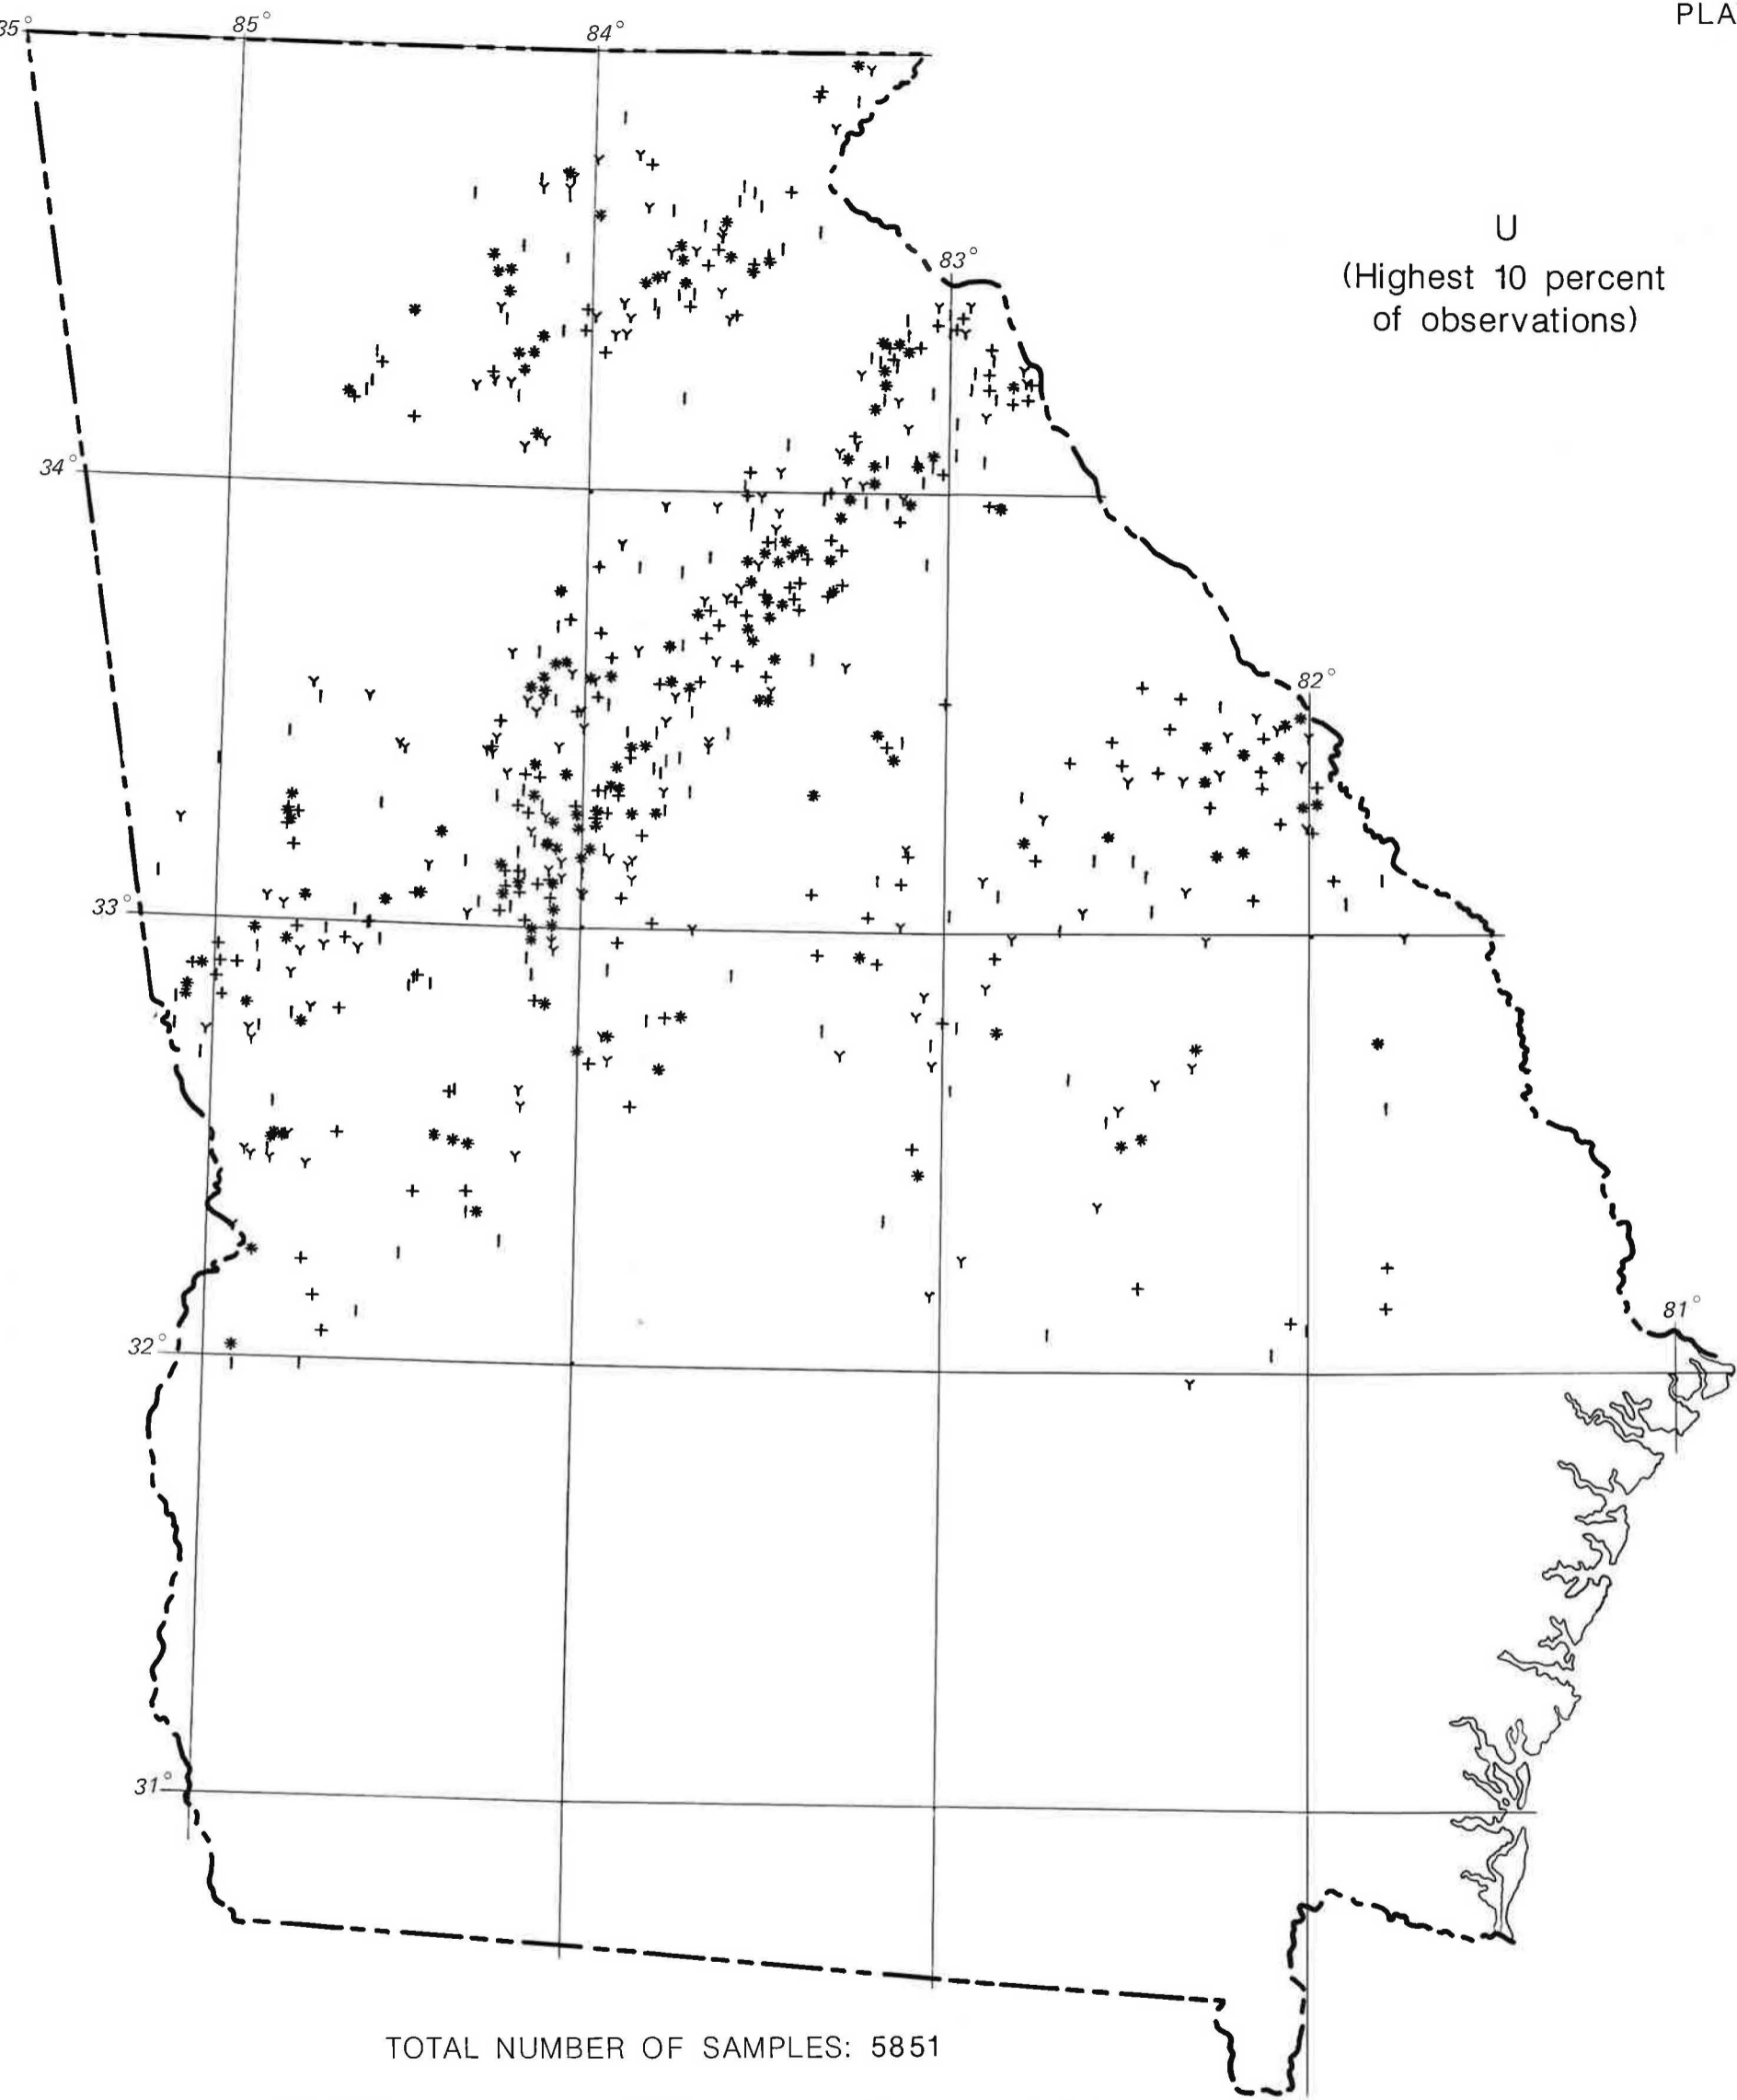 PLA
35°
85°
84°
83°
U
(Highest 10 percent
of observations)
34°
82°
33°
81°
32°
31°
TOTAL NUMBER OF SAMPLES: 5851